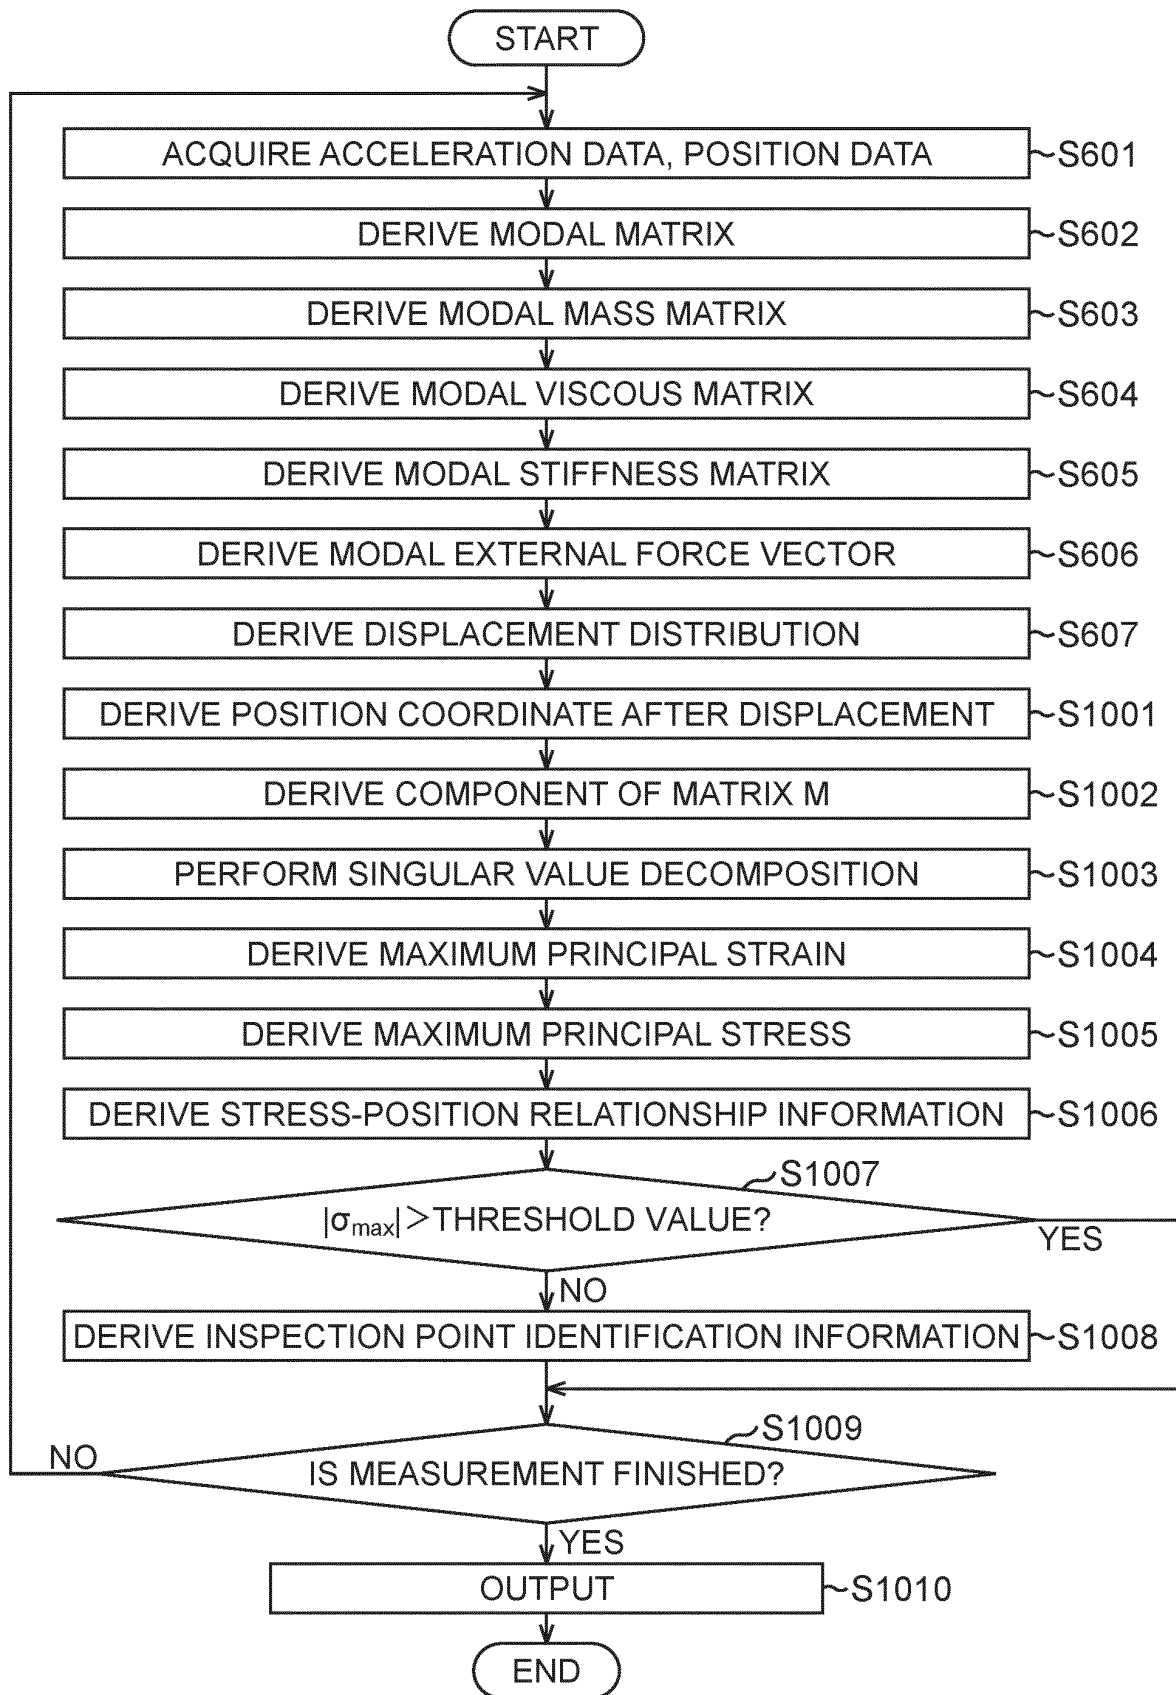 START
ACQUIRE ACCELERATION DATA, POSITION DATA ~S601
DERIVE MODAL MATRIX ~S602
DERIVE MODAL MASS MATRIX ~S603
DERIVE MODAL VISCOUS MATRIX ~S604
DERIVE MODAL STIFFNESS MATRIX ~S605
DERIVE MODAL EXTERNAL FORCE VECTOR ~S606
DERIVE DISPLACEMENT DISTRIBUTION ~S607
DERIVE POSITION COORDINATE AFTER DISPLACEMENT ~S1001
DERIVE COMPONENT OF MATRIX M ~S1002
PERFORM SINGULAR VALUE DECOMPOSITION ~S1003
DERIVE MAXIMUM PRINCIPAL STRAIN ~S1004
DERIVE MAXIMUM PRINCIPAL STRESS ~S1005
DERIVE STRESS-POSITION RELATIONSHIP INFORMATION ~S1006
S1007
|σmax|>THRESHOLD VALUE?
YES
NO
DERIVE INSPECTION POINT IDENTIFICATION INFORMATION ~S1008
S1009
NO
IS MEASUREMENT FINISHED?
YES
OUTPUT ~S1010
END